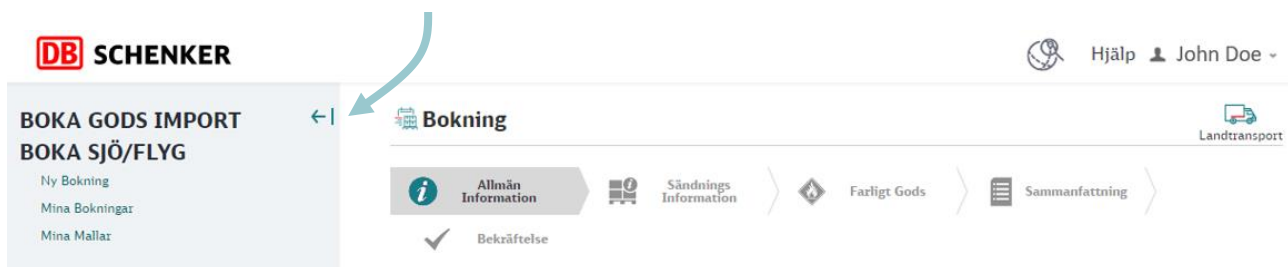 DB SCHENKER
Hjälp John Doe
BOKA GODS IMPORT
BOKA SJÖ/FLYG
Ny Bokning
Mina Bokningar
Mina Mallar
Bokning
Landtransport
Allmän
Information
Sändnings
Information
Farligt Gods
Sammanfattning
Bekräftelse